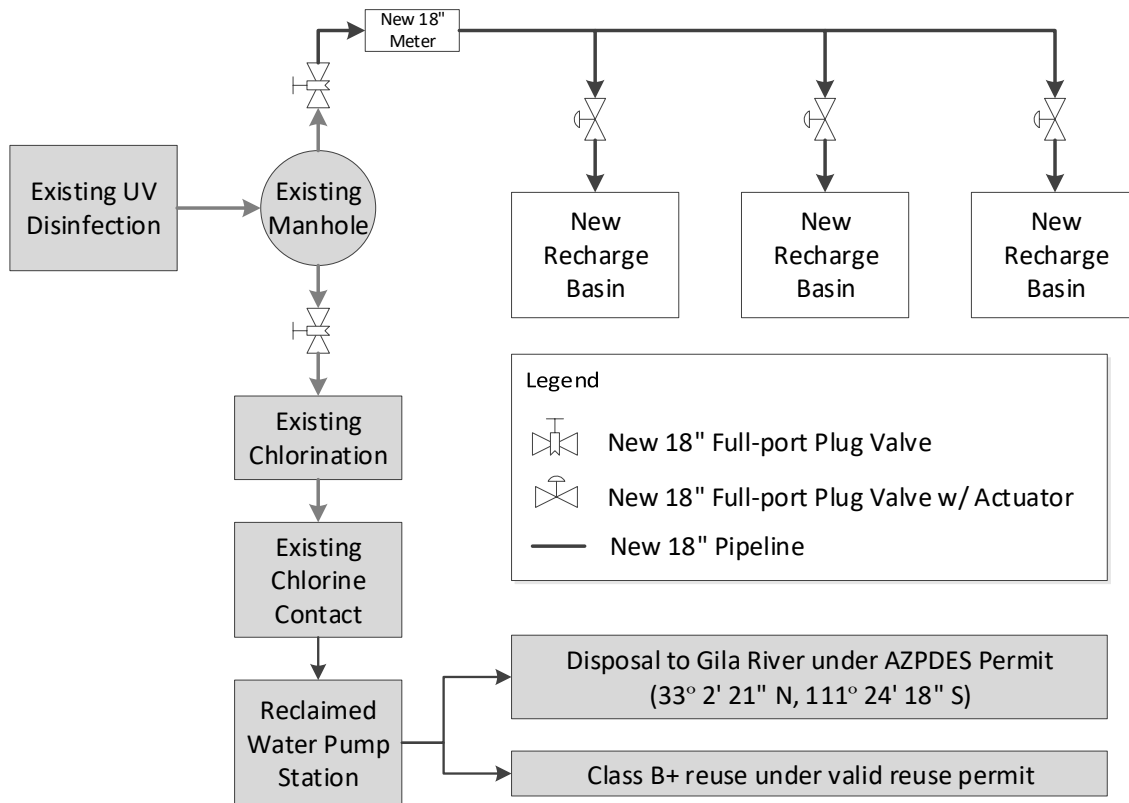 New 18"
Meter
Existing UV
Disinfection
Existing
Manhole
New
Recharge
Basin
New
Recharge
Basin
New
Recharge
Basin
Existing
Chlorination
Existing
Chlorine
Contact
Reclaimed
Water Pump
Station
Legend
New 18" Full-port Plug Valve
New 18" Full-port Plug Valve w/ Actuator
New 18" Pipeline
Disposal to Gila River under AZPDES Permit
(33° 2' 21" N, 111° 24' 18" S)
Class B+ reuse under valid reuse permit